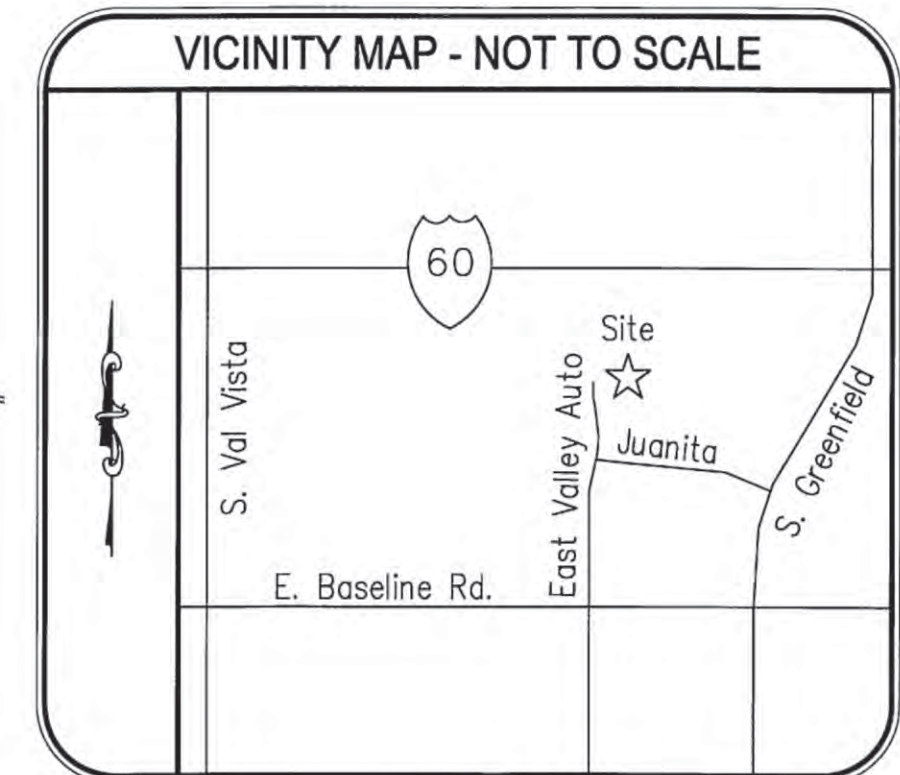 VICINITY MAP - NOT TO SCALE
60
Site
S. Val Vista
East Valley Auto
Juanita
S. Greenfield
E. Baseline Rd.